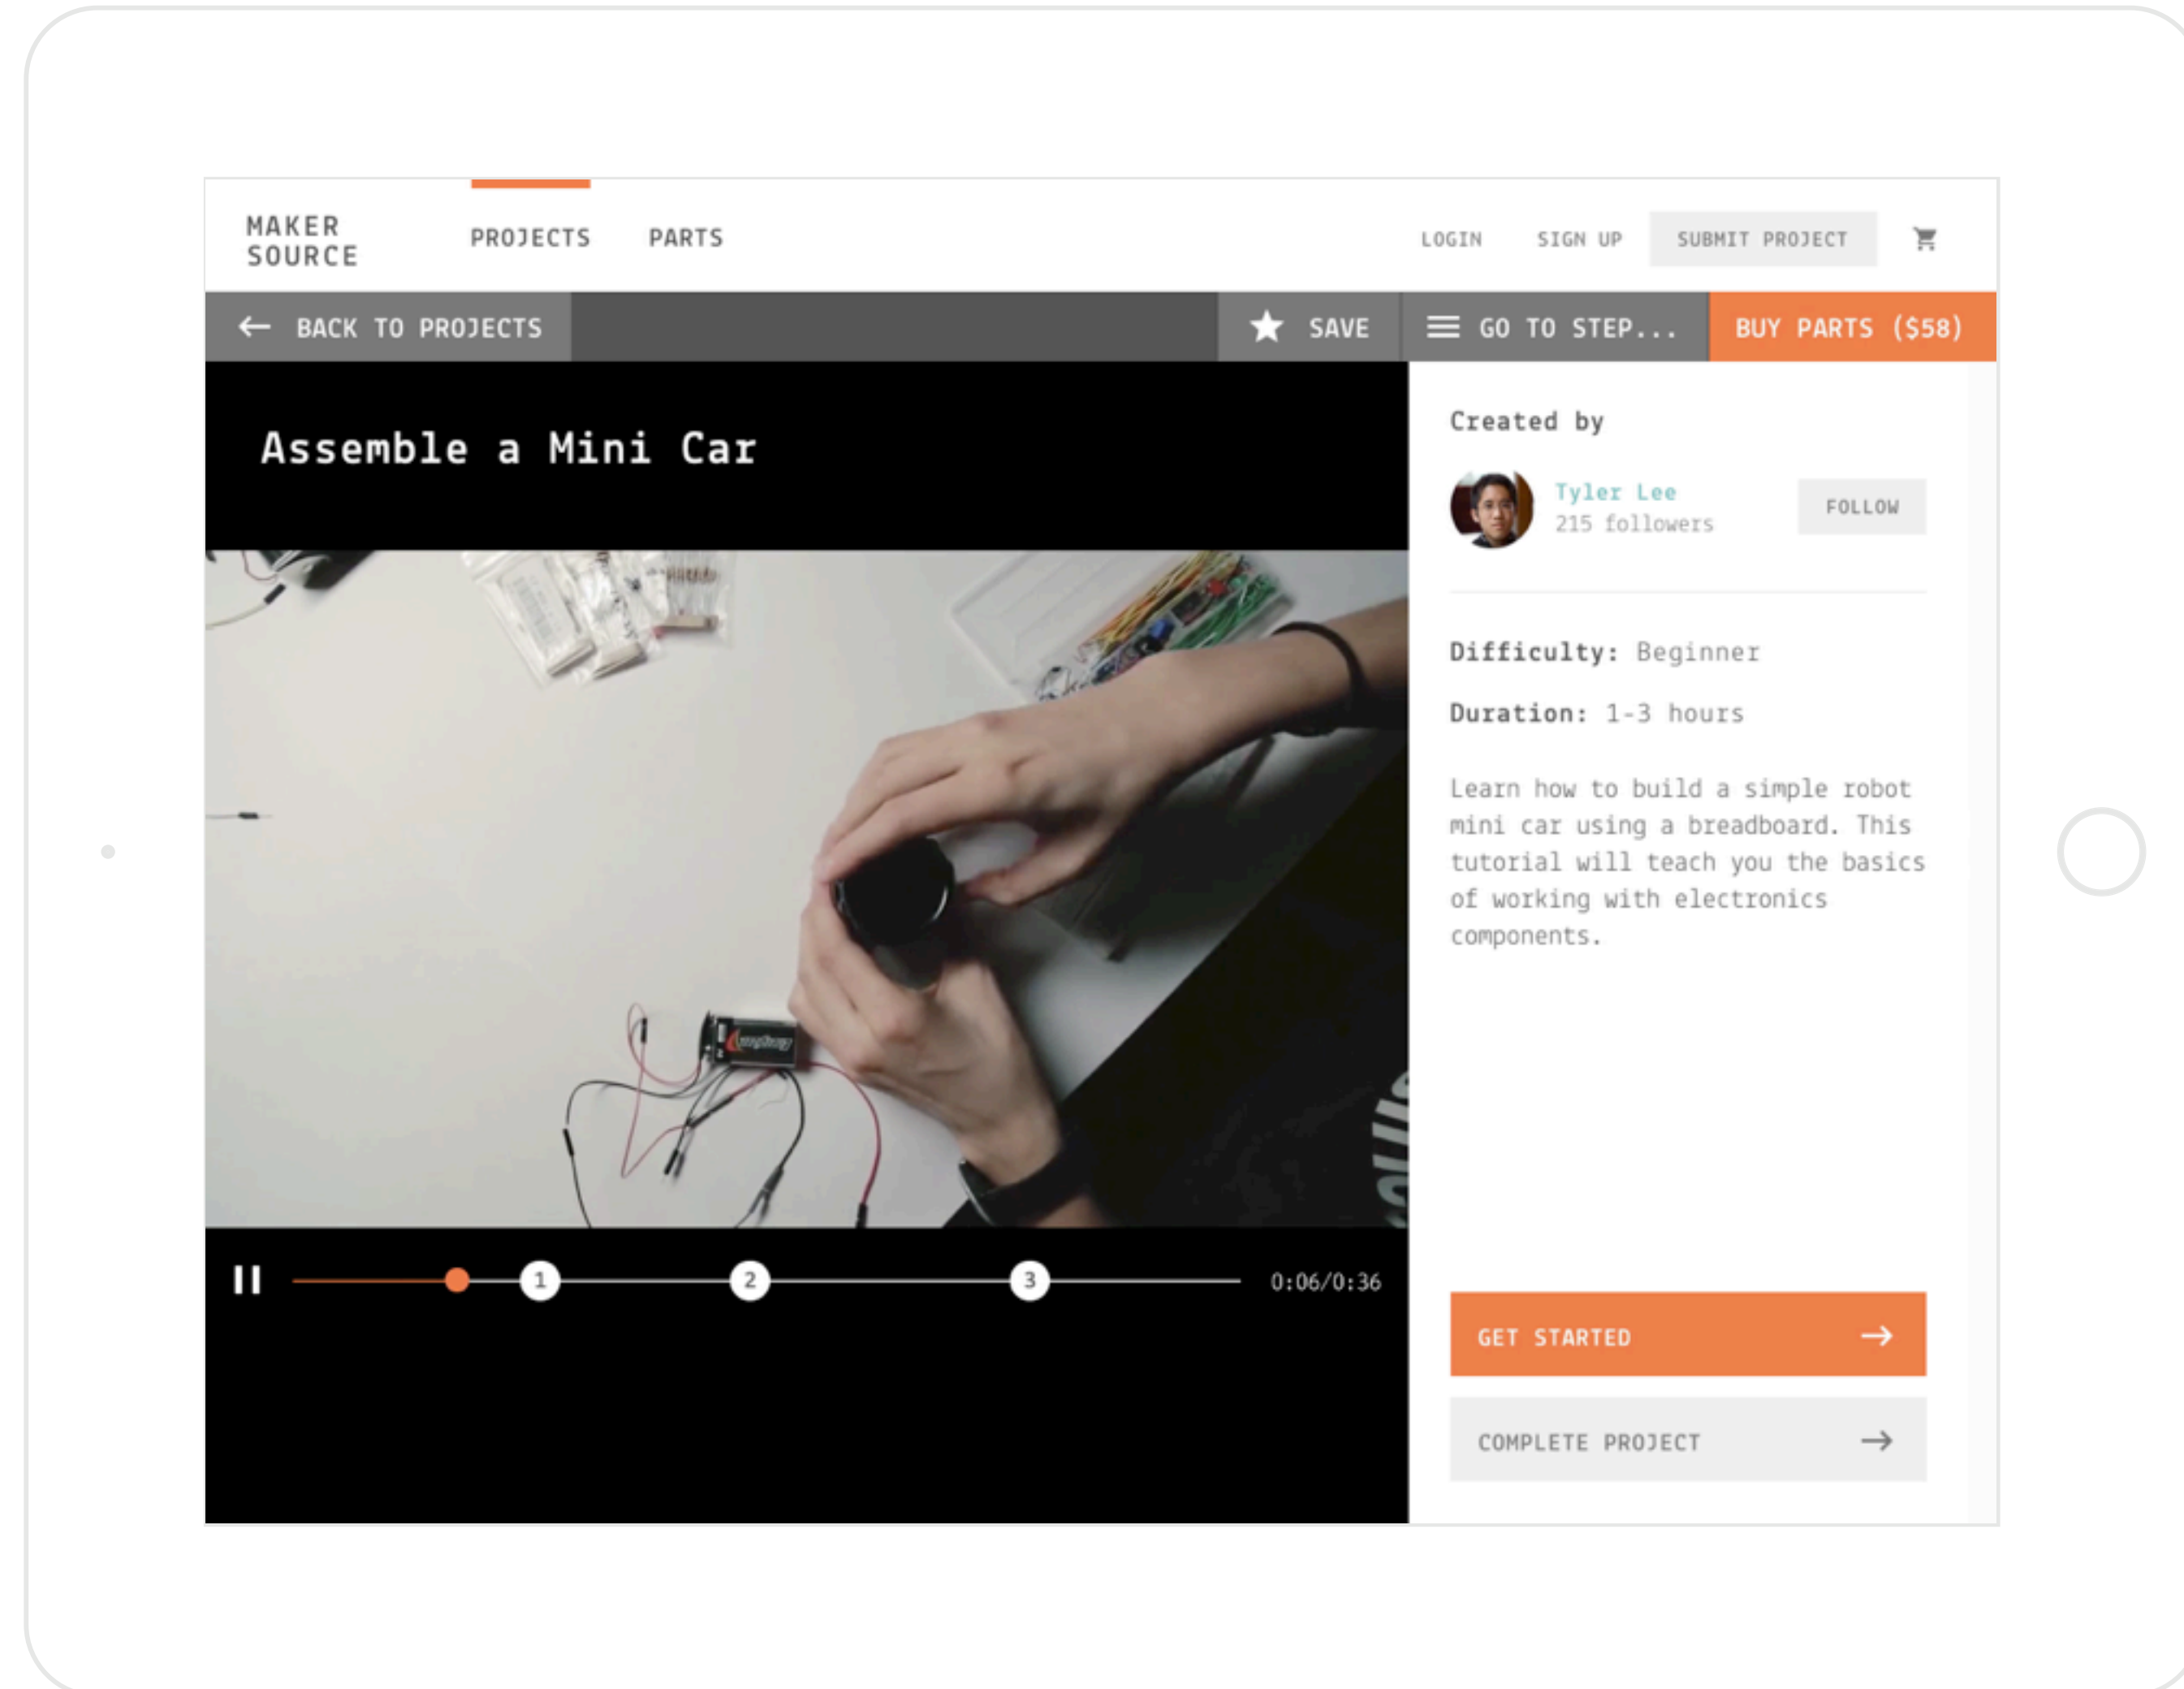 MAKER
SOURCE
PROJECTS
PARTS
LOGIN
SIGN UP
SUBMIT PROJECT
BACK TO PROJECTS
SAVE
GO TO STEP...
BUY PARTS ($58)
Assemble a Mini Car
Energizer
1
2
3
0:06/0:36
Created by
Tyler Lee
215 followers
FOLLOW
Difficulty: Beginner
Duration: 1-3 hours
Learn how to build a simple robot
mini car using a breadboard. This
tutorial will teach you the basics
of working with electronics
components.
GET STARTED
COMPLETE PROJECT